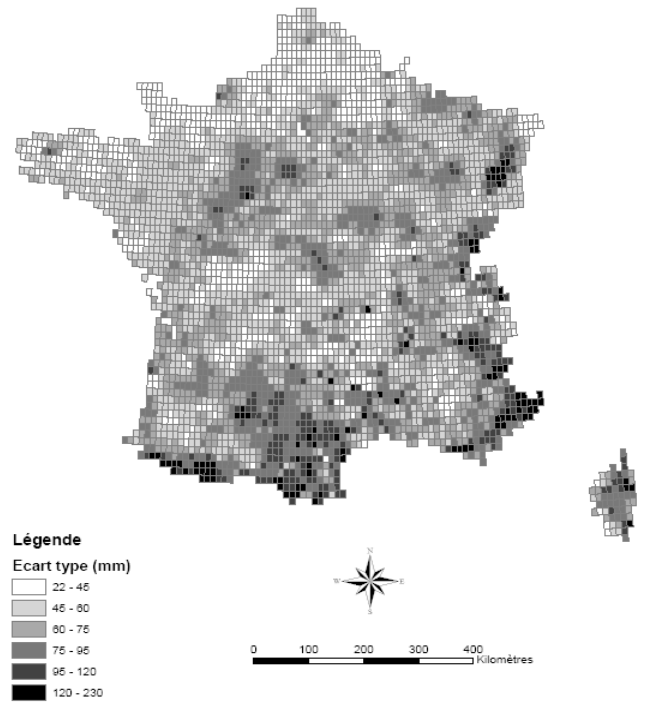 Légende
Ecart type (mm)
22 - 45
45 - 60
60 - 75
75 - 95
95 - 120
120 - 230
N
W E
S
0 100 200 300 400
Kilomètres